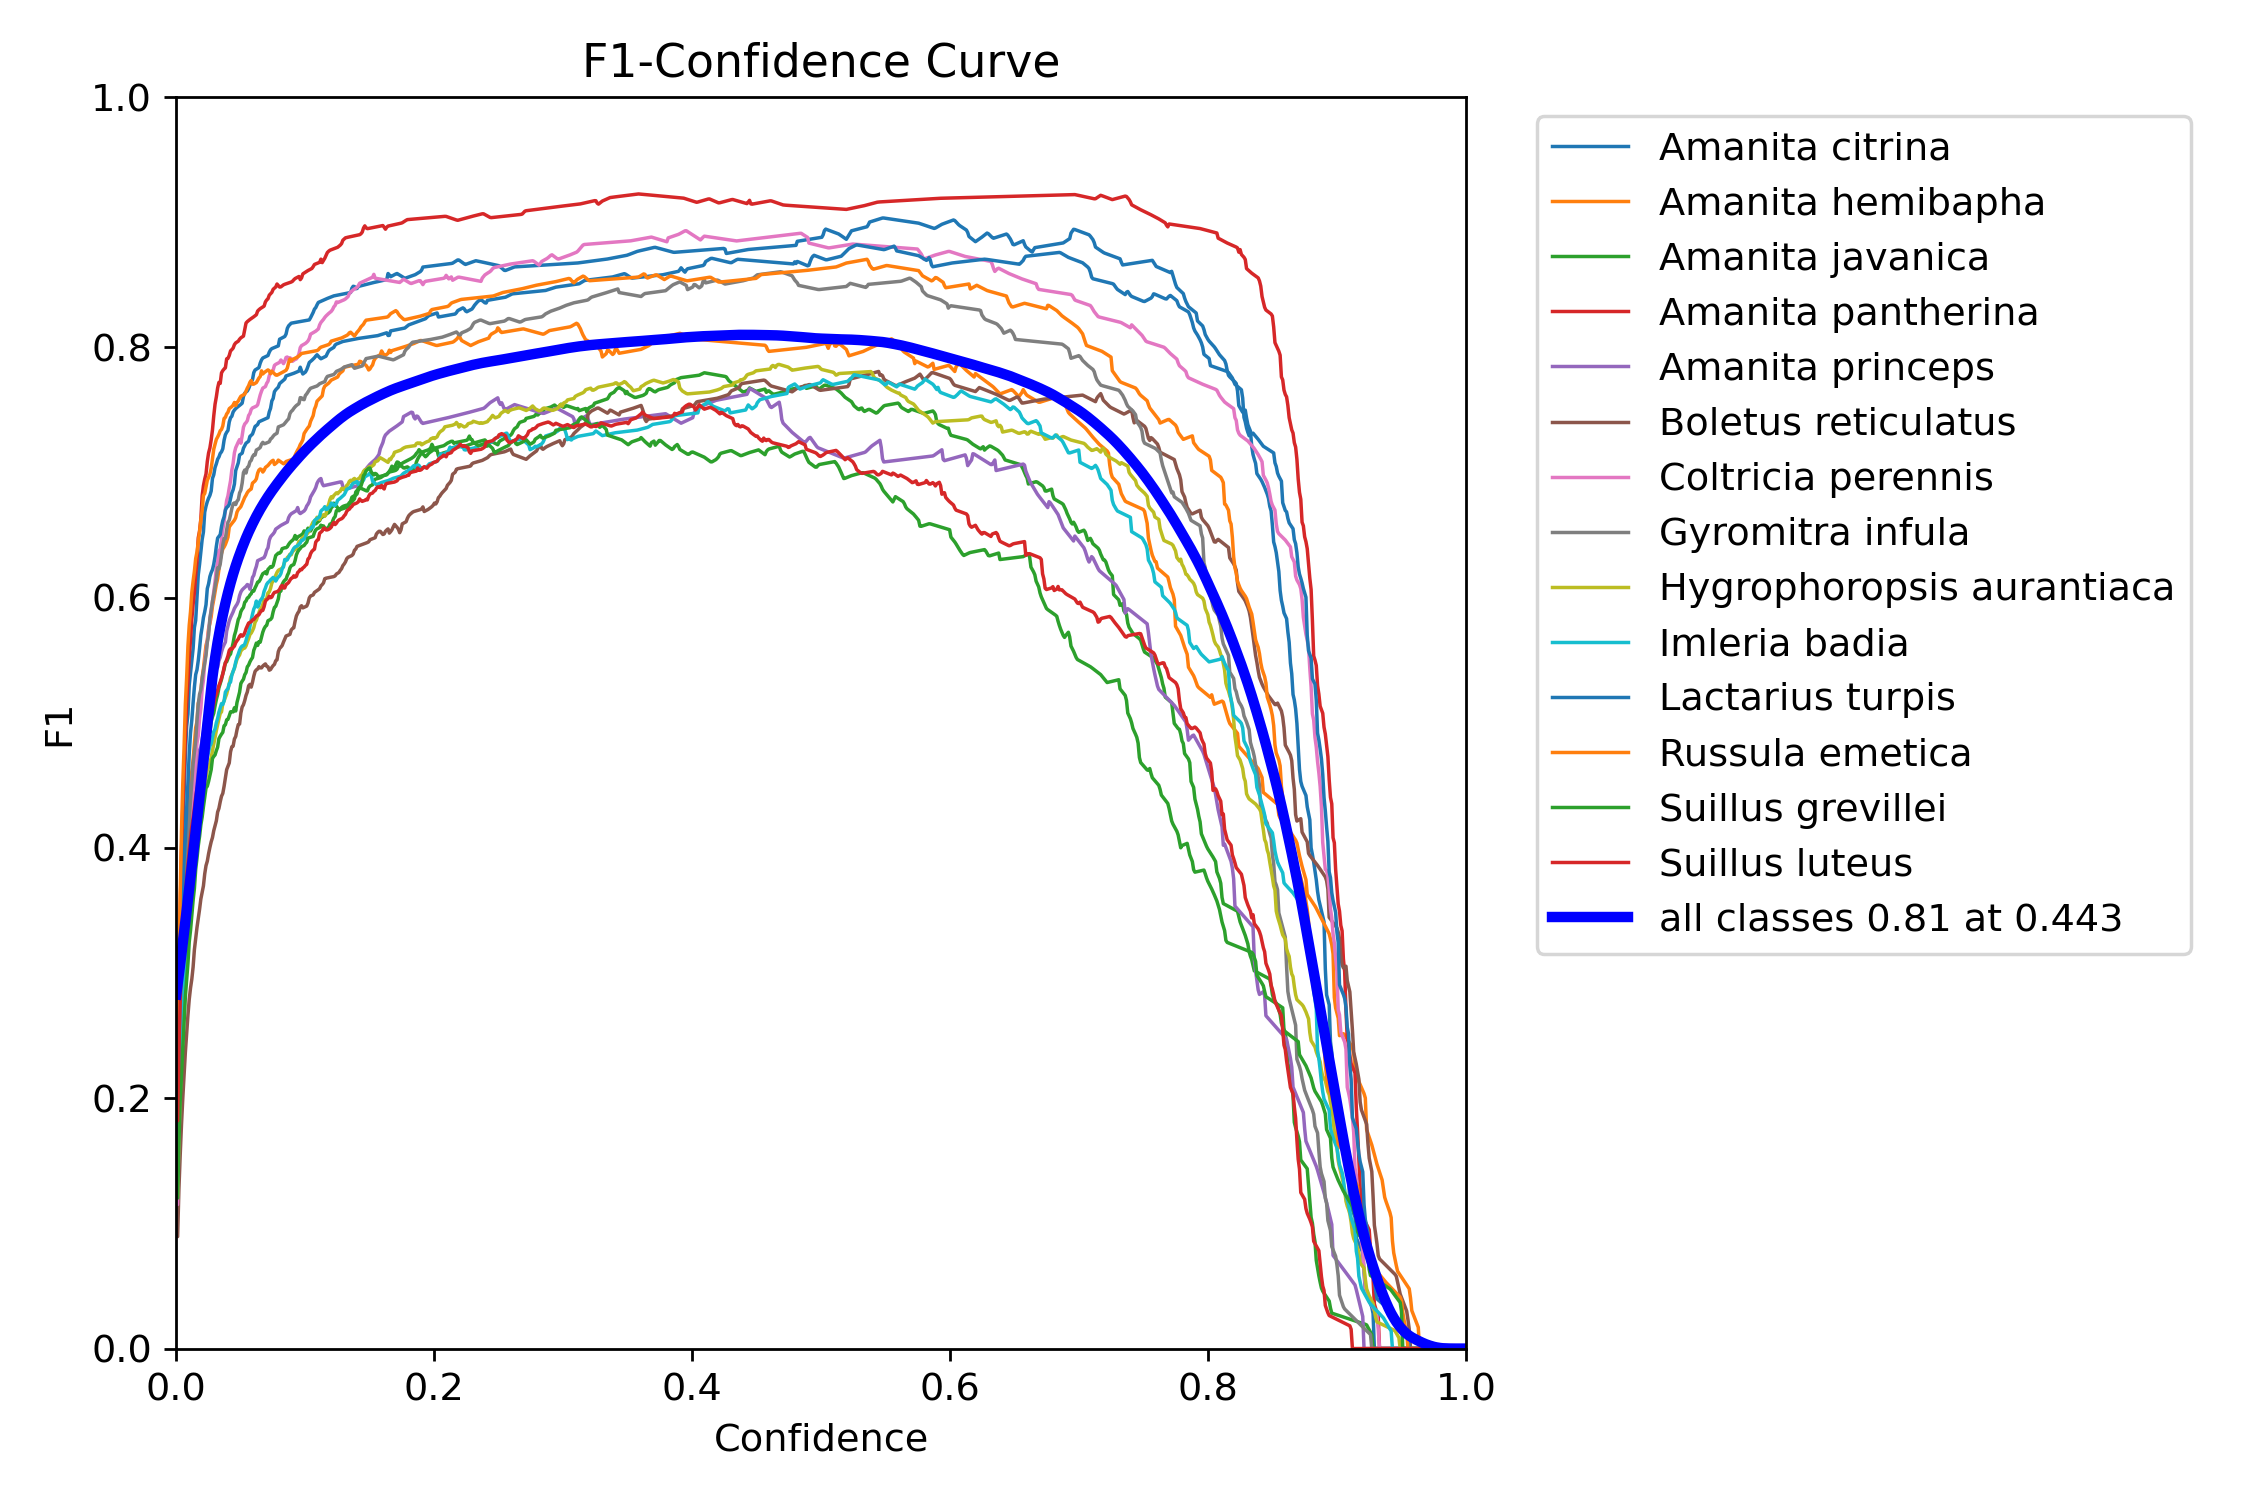 F1-Confidence Curve
1.0
0.8
0.6
0.4
0.2
0.0
F1
0.0 0.2 0.4 0.6 0.8 1.0
Confidence
Amanita citrina
Amanita hemibapha
Amanita javanica
Amanita pantherina
Amanita princeps
Boletus reticulatus
Coltricia perennis
Gyromitra infula
Hygrophoropsis aurantiaca
Imleria badia
Lactarius turpis
Russula emetica
Suillus grevillei
Suillus luteus
all classes 0.81 at 0.443